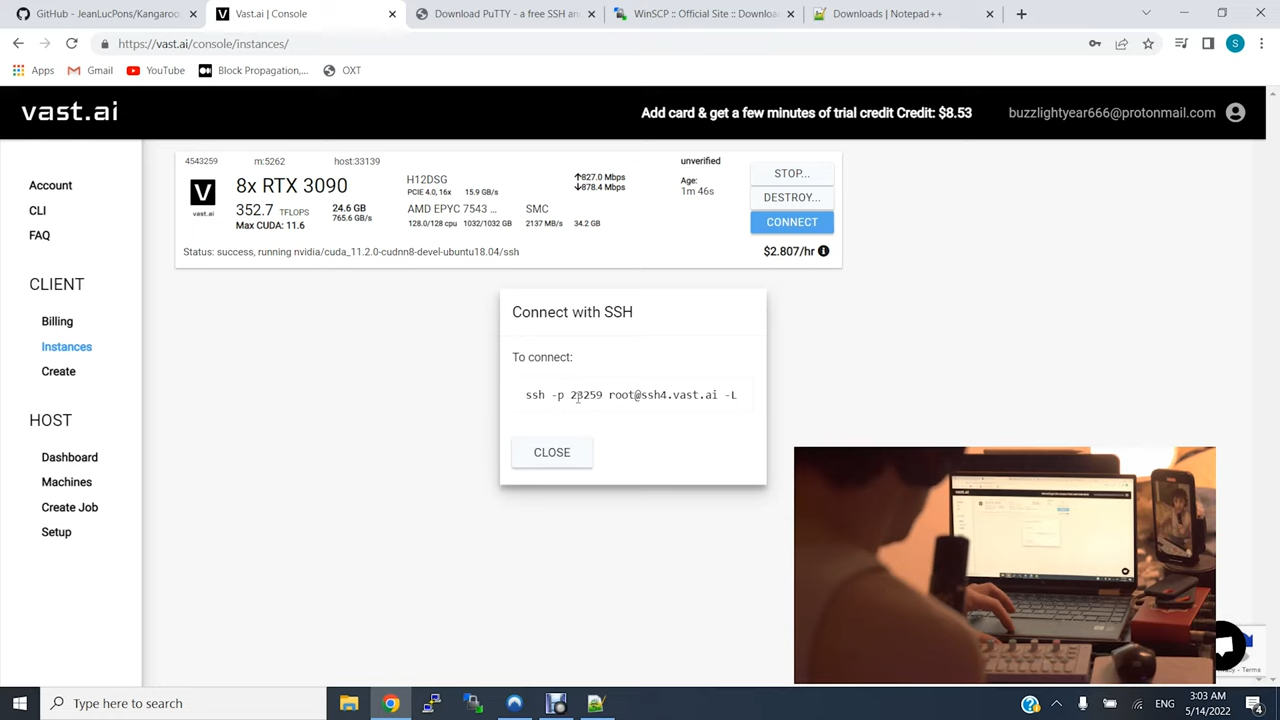 GitHub - JeanLucPons/Kangaroo
Vast.ai | Console
Download PuTTY - a free SSH and
WinSCP :: Official Site :: Downloa
Downloads | Notepad++
https://vast.ai/console/instances/
S
Apps
Gmail
YouTube
Block Propagation,...
OXT
vast.ai
Add card & get a few minutes of trial credit Credit: $8.53
buzzlightyear666@protonmail.com
4543259
m:5262
host:33139
8x RTX 3090
vast.ai
352.7 TFLOPS
Max CUDA: 11.6
24.6 GB
765.6 GB/s
H12DSG
PCIE 4.0, 16x 15.9 GB/s
AMD EPYC 7543 ...
128.0/128 cpu 1032/1032 GB
SMC
2137 MB/s 34.2 GB
827.0 Mbps
878.4 Mbps
unverified
Age:
1m 46s
STOP...
DESTROY...
CONNECT
$2.807/hr
Status: success, running nvidia/cuda_11.2.0-cudnn8-devel-ubuntu18.04/ssh
Account
CLI
FAQ
CLIENT
Billing
Instances
Create
HOST
Dashboard
Machines
Create Job
Setup
Connect with SSH
To connect:
ssh -p 23259 root@ssh4.vast.ai -L
CLOSE
VAST.AI
- Terms
Type here to search
ENG
3:03 AM
5/14/2022
4